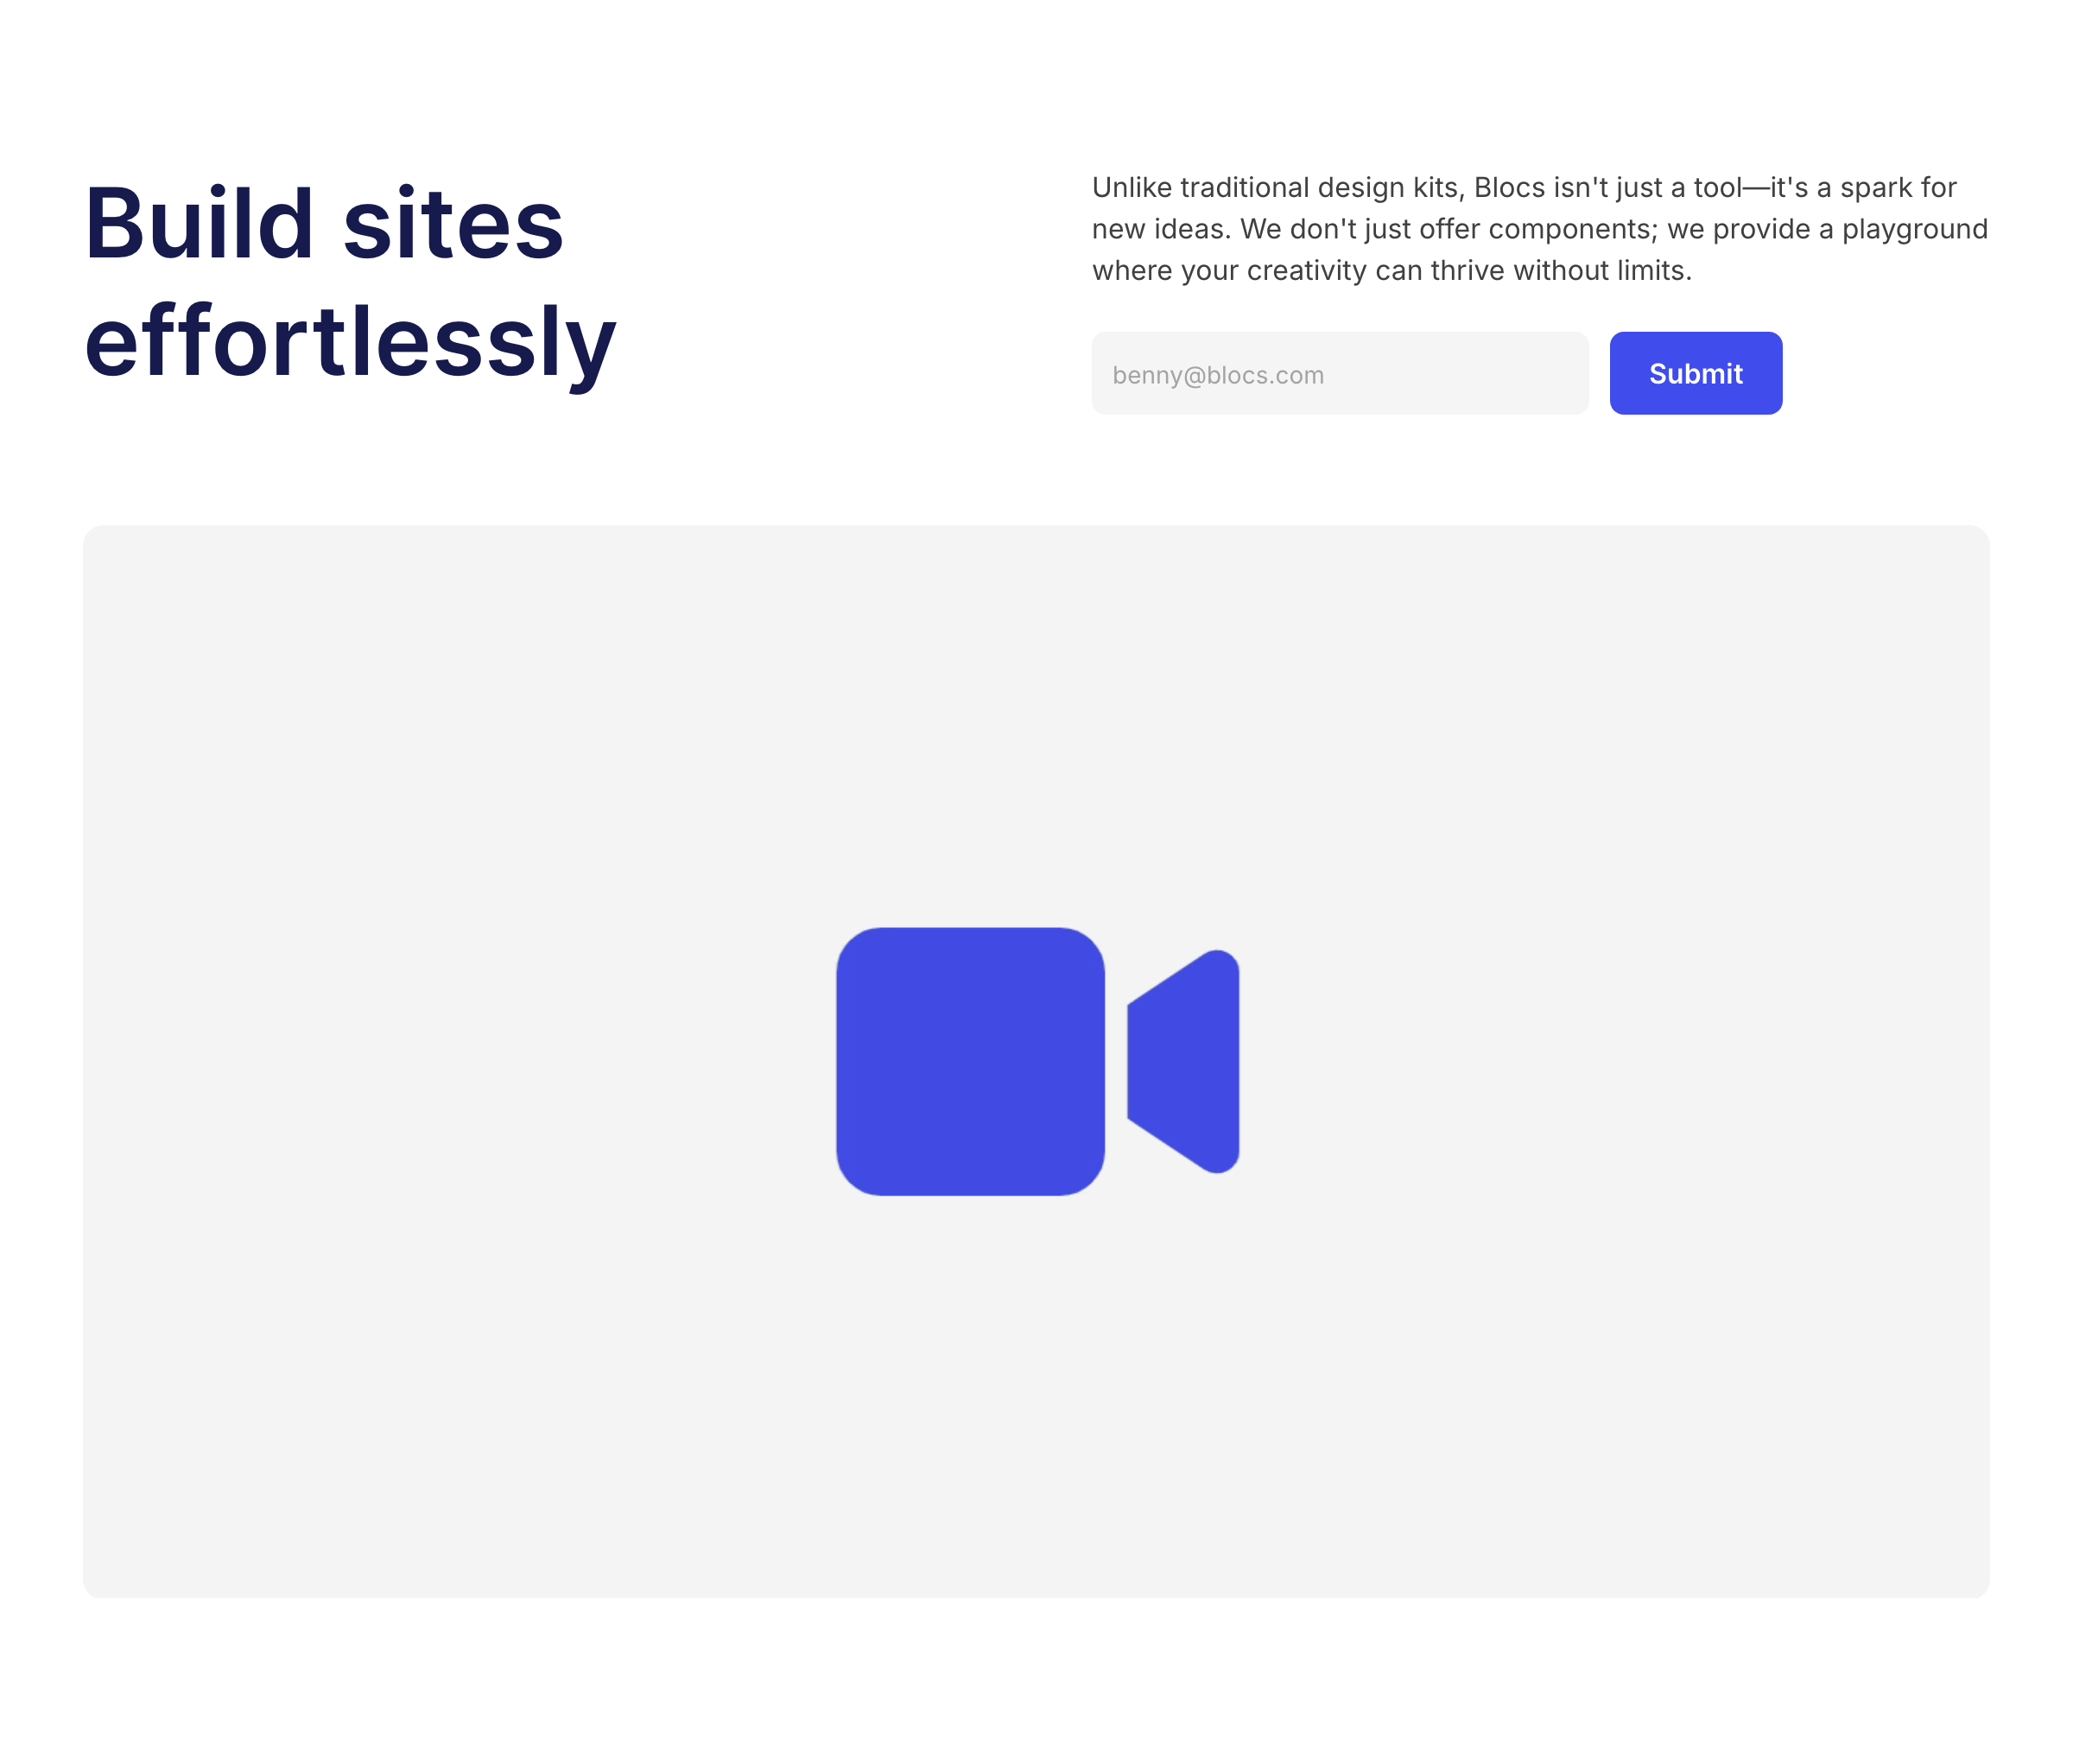 Build sites
effortlessly
Unlike traditional design kits, Blocs isn't just a tool—it's a spark for
new ideas. We don't just offer components; we provide a playground
where your creativity can thrive without limits.
benny@blocs.com
Submit